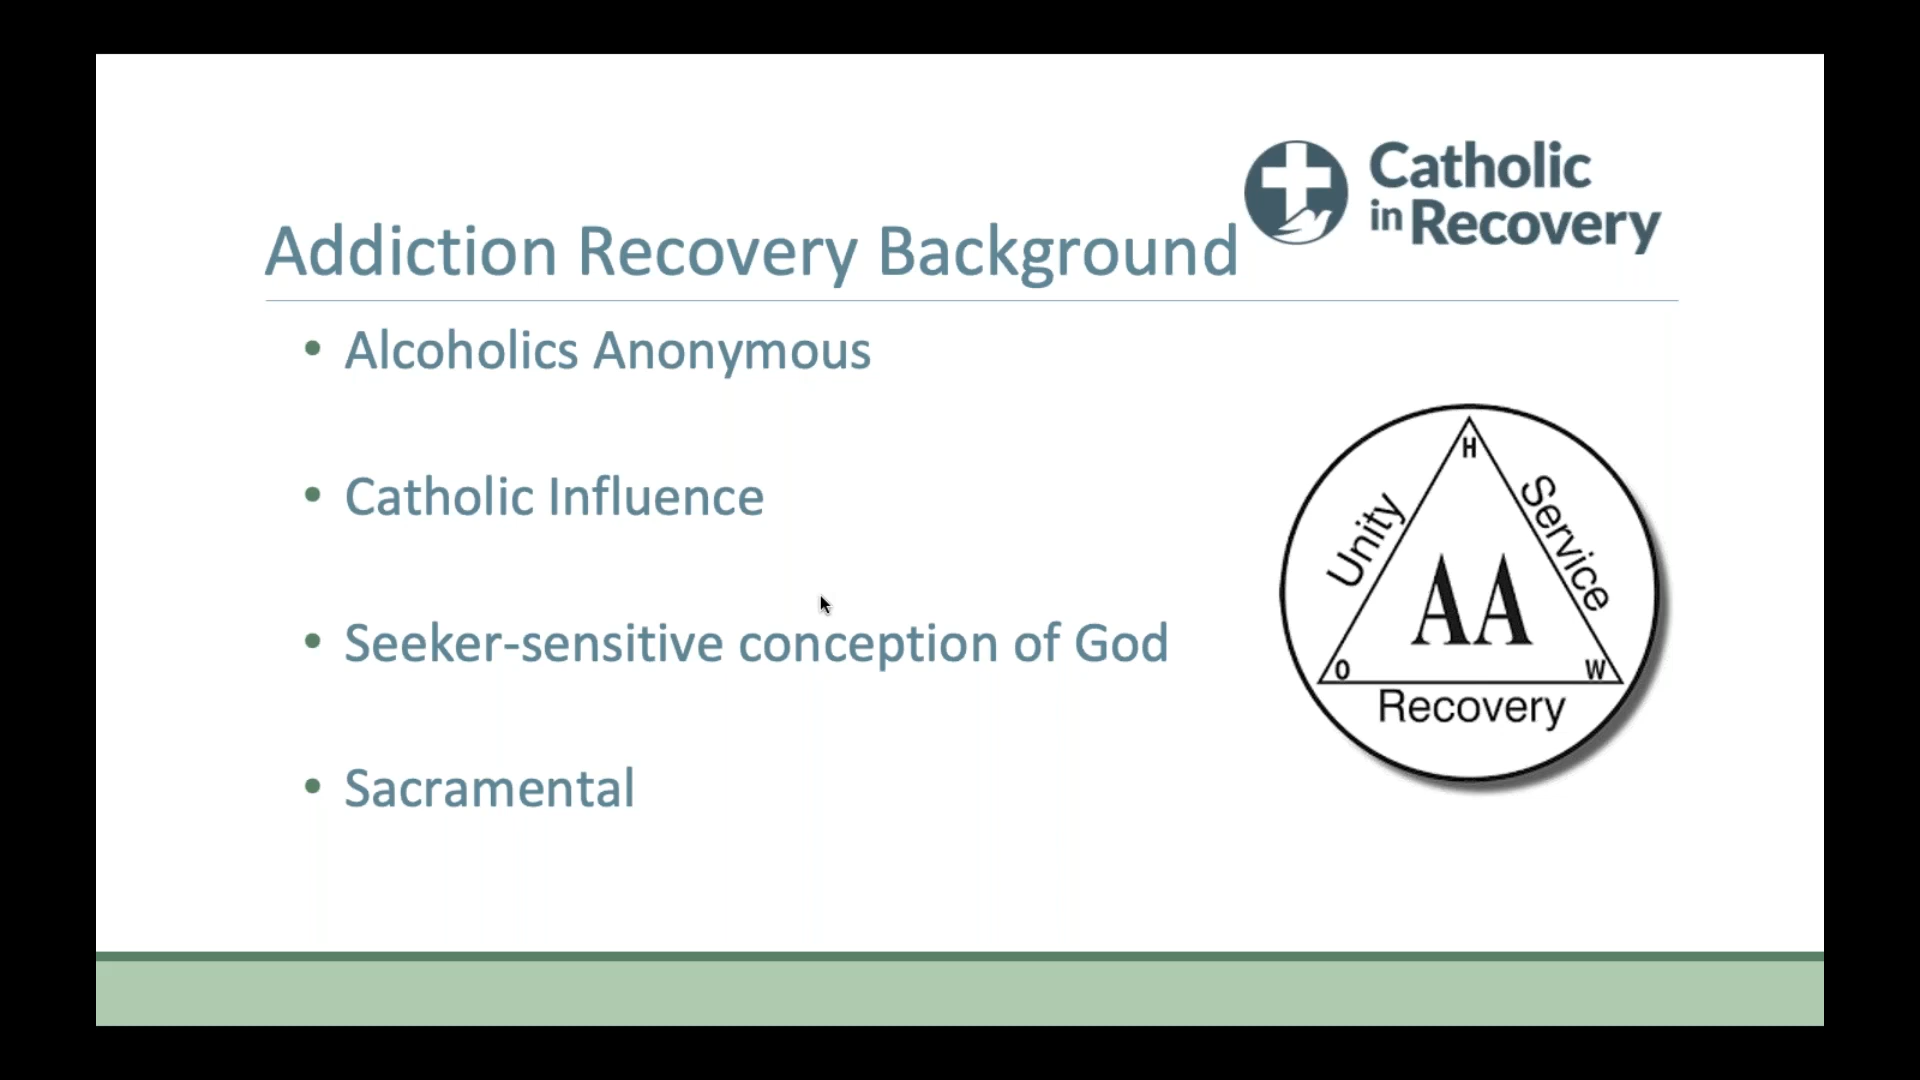 Catholic
in Recovery
Addiction Recovery Background
• Alcoholics Anonymous
• Catholic Influence
• Seeker-sensitive conception of God
• Sacramental
H
Unity
Service
AA
O
W
Recovery